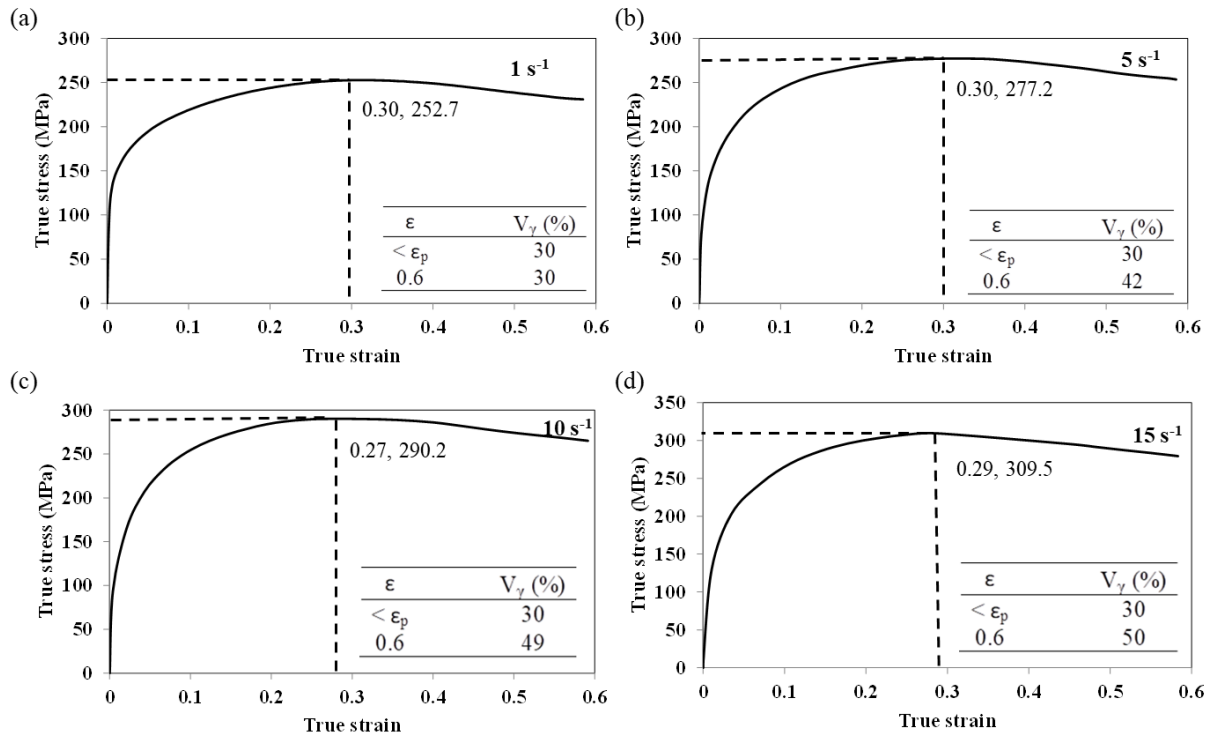 (a)
300
250
200
150
100
50
0
True stress (MPa)
1 s⁻¹
0.30, 252.7
ε Vγ (%)
< εp 30
0.6 30
0 0.1 0.2 0.3 0.4 0.5 0.6
True strain
(b)
300
250
200
150
100
50
0
True stress (MPa)
5 s⁻¹
0.30, 277.2
ε Vγ (%)
< εp 30
0.6 42
0 0.1 0.2 0.3 0.4 0.5 0.6
True strain
(c)
300
250
200
150
100
50
0
True stress (MPa)
10 s⁻¹
0.27, 290.2
ε Vγ (%)
< εp 30
0.6 49
0 0.1 0.2 0.3 0.4 0.5 0.6
True strain
(d)
350
300
250
200
150
100
50
0
True stress (MPa)
15 s⁻¹
0.29, 309.5
ε Vγ (%)
< εp 30
0.6 50
0 0.1 0.2 0.3 0.4 0.5 0.6
True strain